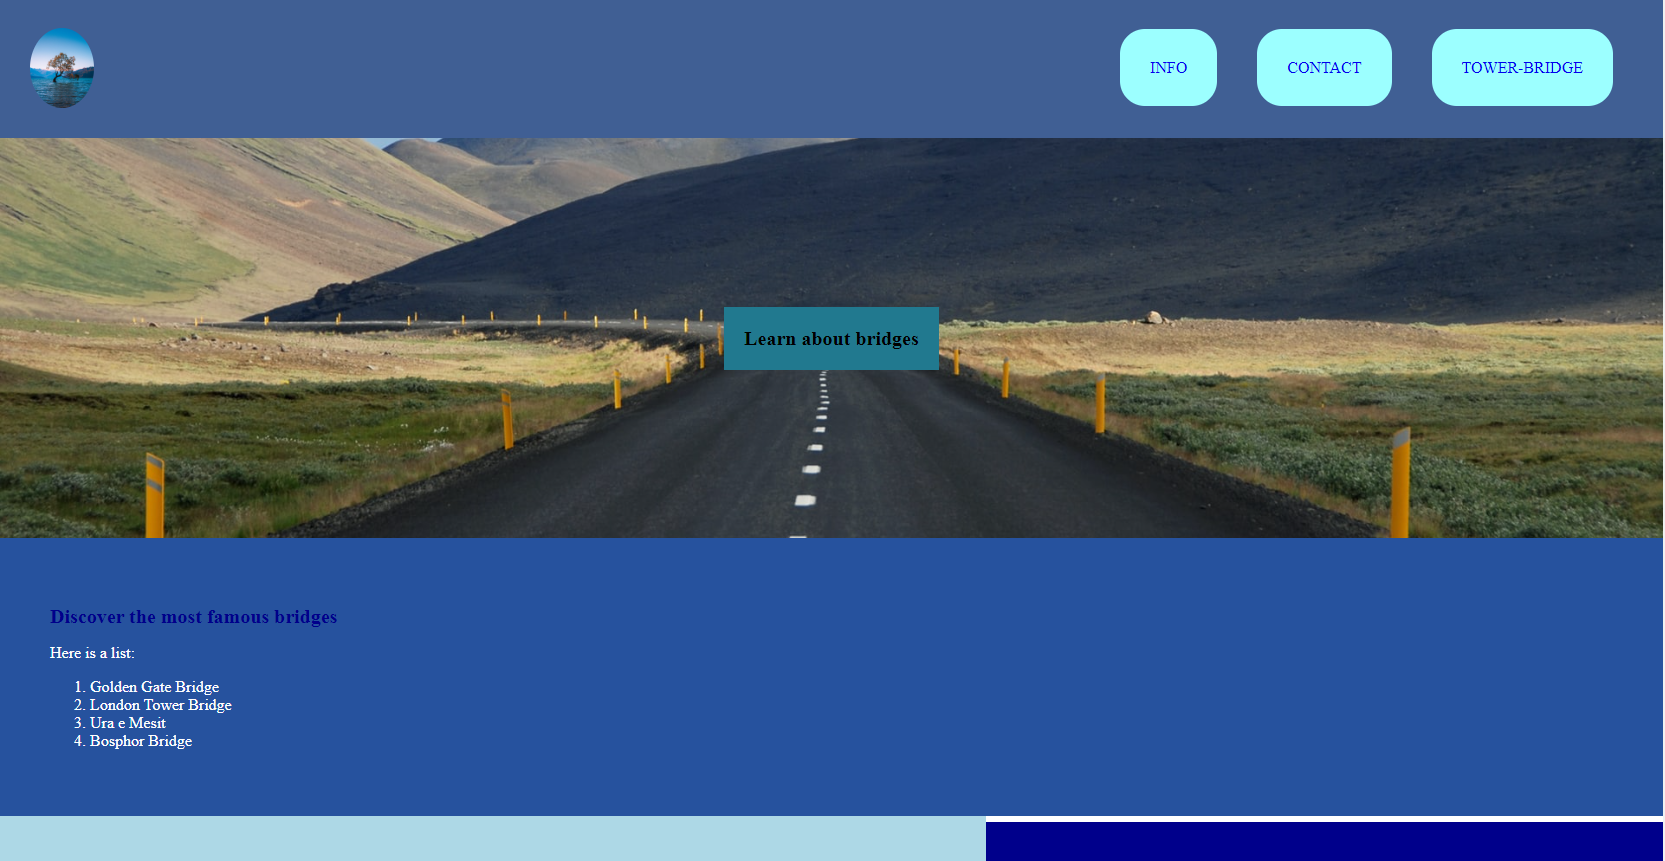 INFO
CONTACT
TOWER-BRIDGE
Learn about bridges
Discover the most famous bridges
Here is a list:
1. Golden Gate Bridge
2. London Tower Bridge
3. Ura e Mesit
4. Bosphor Bridge